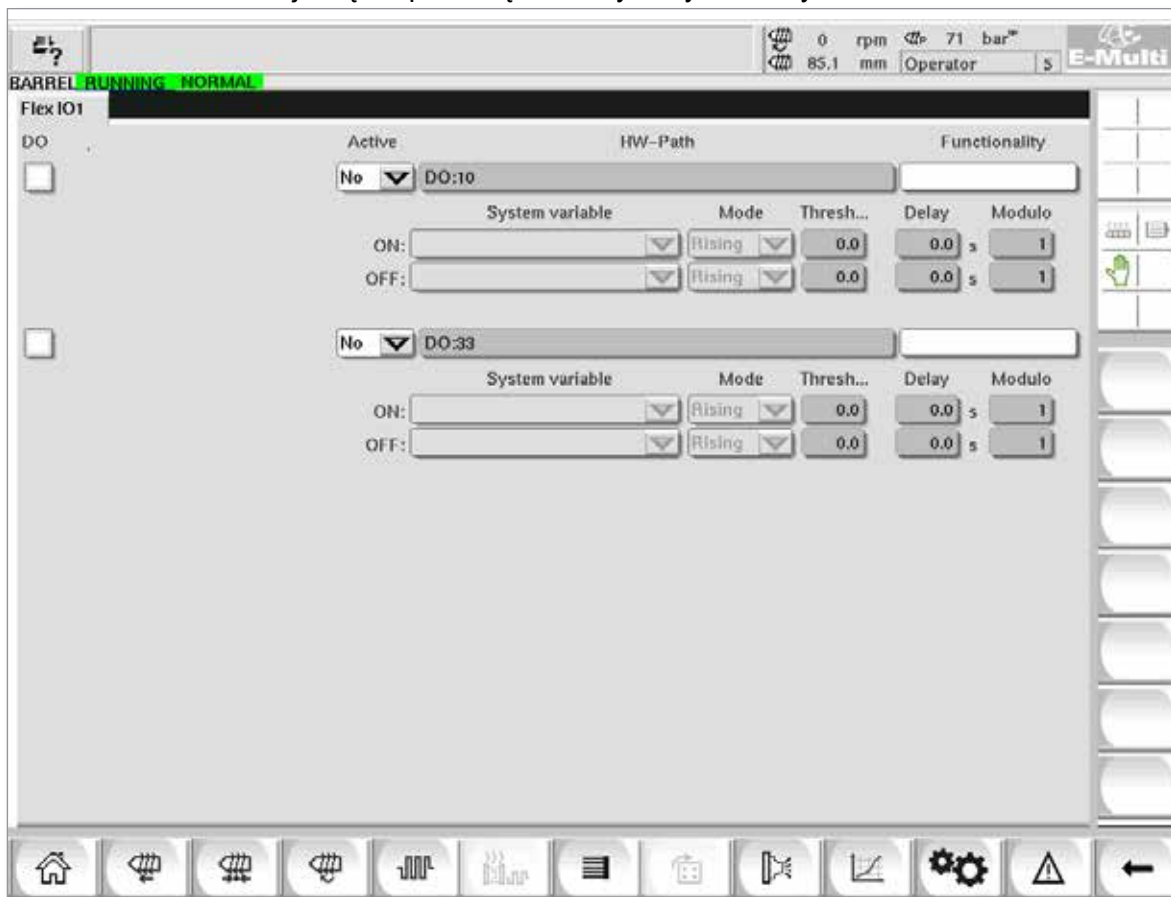 0 rpm 71 bar
85.1 mm Operator S E-Multi
BARREL RUNNING NORMAL
Flex IO1
DO Active HW-Path Functionality
No DO:10
System variable Mode Thresh... Delay Modulo
ON: Rising 0.0 0.0 s 1
OFF: Rising 0.0 0.0 s 1
No DO:33
System variable Mode Thresh... Delay Modulo
ON: Rising 0.0 0.0 s 1
OFF: Rising 0.0 0.0 s 1